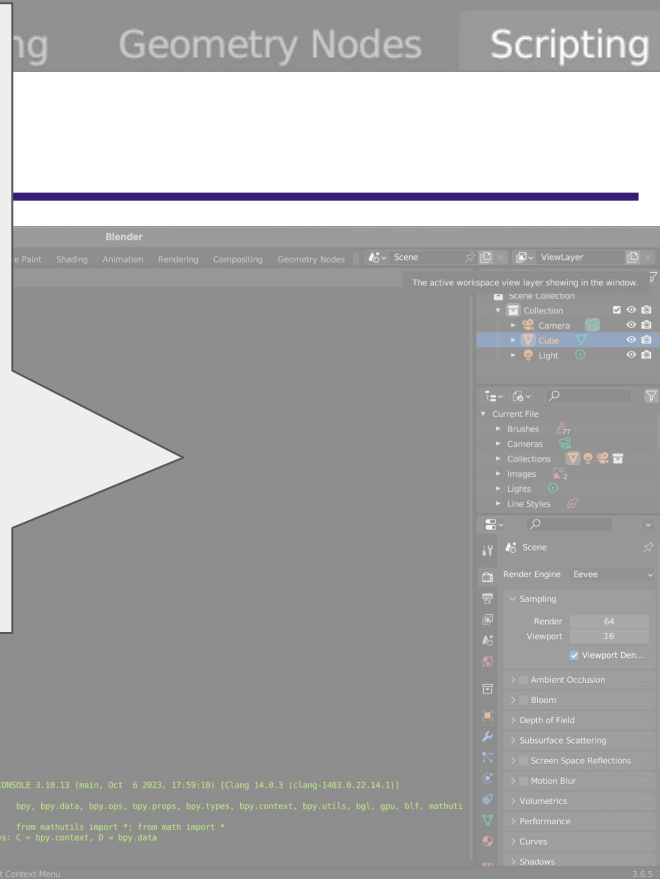 ng Geometry Nodes Scripting
Blender
e Paint Shading Animation Rendering Compositing Geometry Nodes Scene ViewLayer
The active workspace view layer showing in the window.
Scene Collection
Collection
Camera
Cube
Light
Current File
Brushes 77
Cameras
Collections
Images 2
Lights
Line Styles
Scene
Render Engine Eevee
Sampling
Render 64
Viewport 16
Viewport Den...
Ambient Occlusion
Bloom
Depth of Field
Subsurface Scattering
Screen Space Reflections
Motion Blur
Volumetrics
Performance
Curves
Shadows
CONSOLE 3.10.13 (main, Oct 6 2023, 17:59:10) [Clang 14.0.3 (clang-1403.0.22.14.1)]
bpy, bpy.data, bpy.ops, bpy.props, bpy.types, bpy.context, bpy.utils, bgl, gpu, blf, mathuti
from mathutils import *; from math import *
es: C = bpy.context, D = bpy.data
t Context Menu 3.6.5